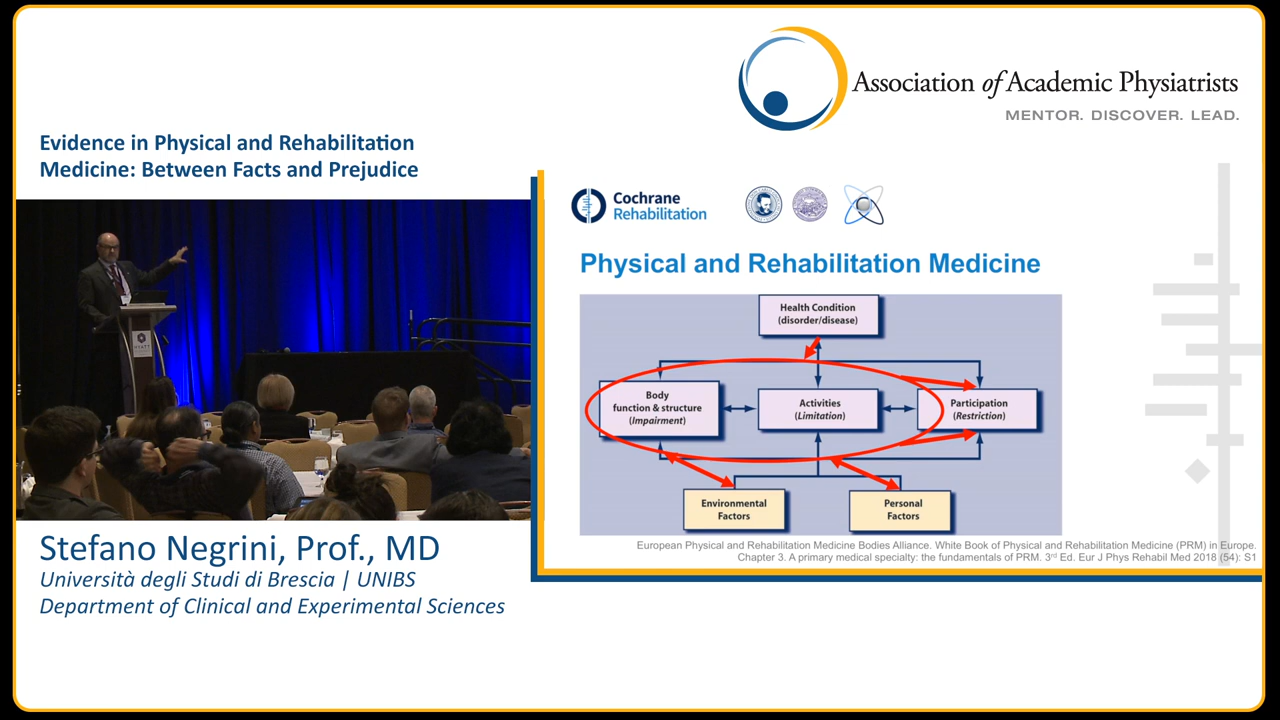 Association of Academic Physiatrists
MENTOR. DISCOVER. LEAD.
Evidence in Physical and Rehabilitation
Medicine: Between Facts and Prejudice
Cochrane
Rehabilitation
Physical and Rehabilitation Medicine
Health Condition
(disorder/disease)
Body
function & structure
(Impairment)
Activities
(Limitation)
Participation
(Restriction)
Environmental
Factors
Personal
Factors
European Physical and Rehabilitation Medicine Bodies Alliance. White Book of Physical and Rehabilitation Medicine (PRM) in Europe.
Chapter 3. A primary medical specialty: the fundamentals of PRM. 3rd Ed. Eur J Phys Rehabil Med 2018 (54): S1
HYATT
Stefano Negrini, Prof., MD
Università degli Studi di Brescia | UNIBS
Department of Clinical and Experimental Sciences